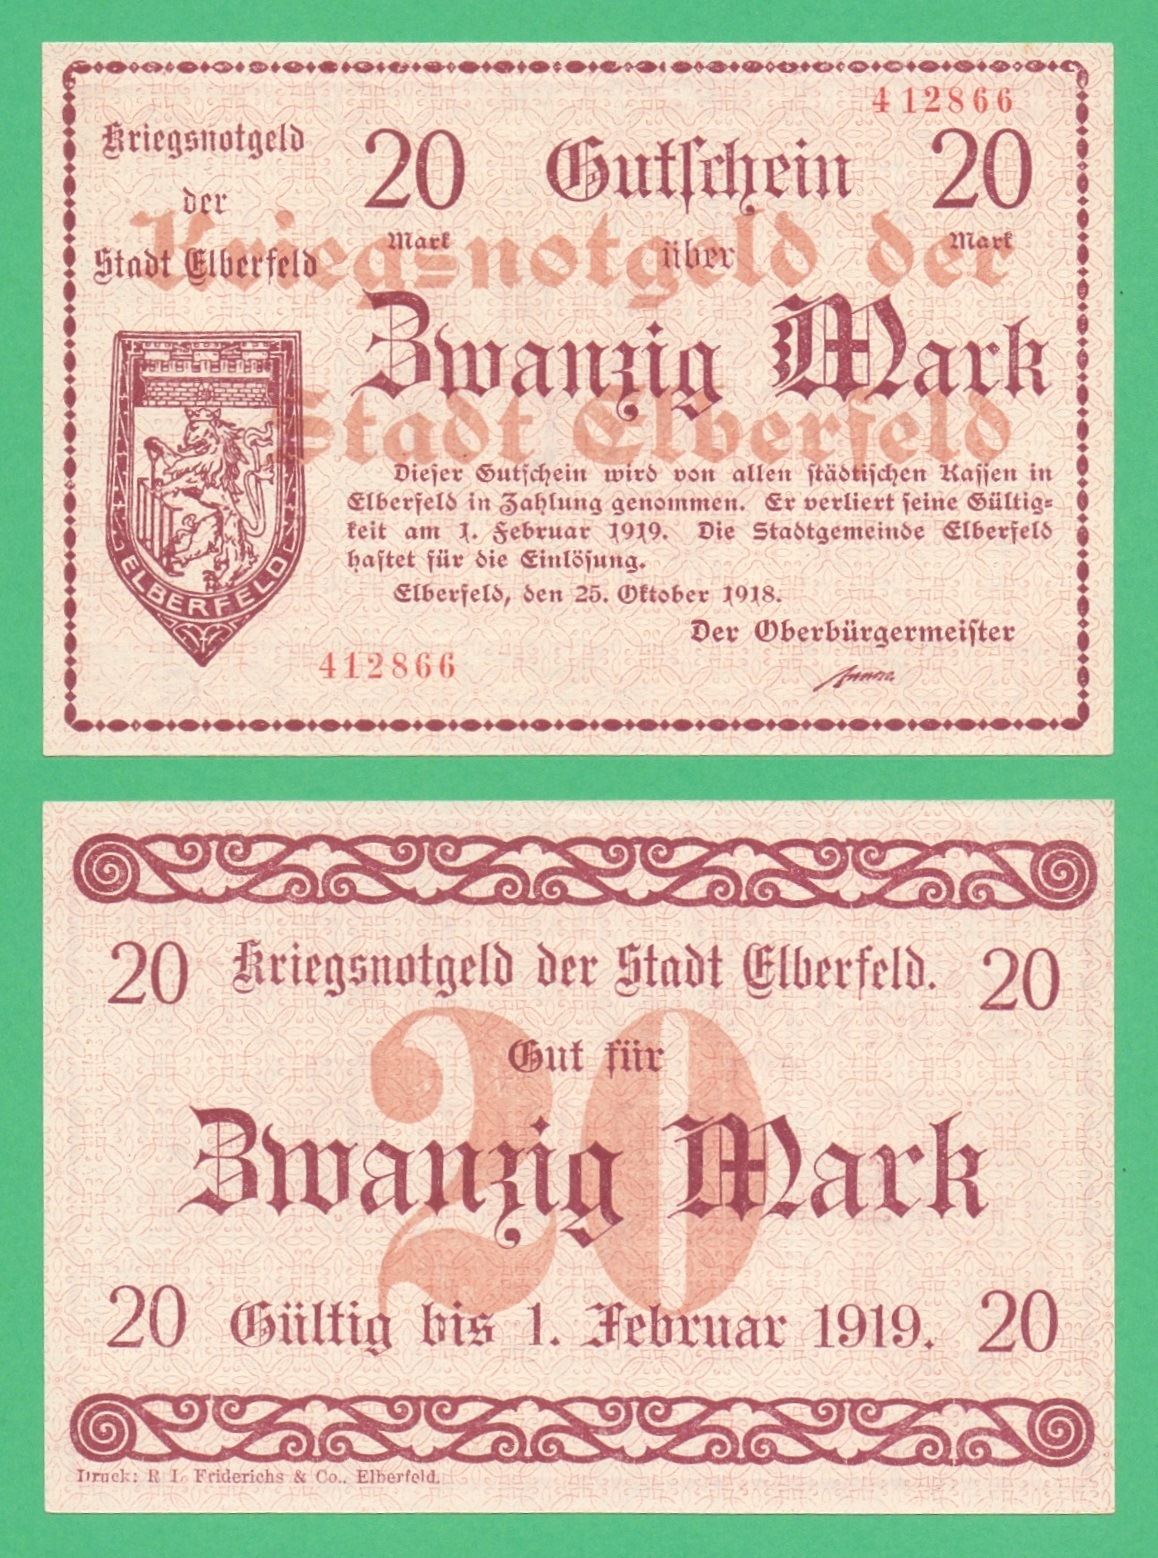 412866
Kriegsnotgeld
der
Stadt Elberfeld
20 Gutschein 20
Mark über Mark
Kriegsnotgeld der
Stadt Elberfeld
Zwanzig Mark
Dieser Gutschein wird von allen städtischen Kassen in
Elberfeld in Zahlung genommen. Er verliert seine Gültig=
keit am 1. Februar 1919. Die Stadtgemeinde Elberfeld
haftet für die Einlösung.
Elberfeld, den 25. Oktober 1918.
Der Oberbürgermeister
ELBERFELD
412866
20 Kriegsnotgeld der Stadt Elberfeld. 20
20
Gut für
Zwanzig Mark
20 Gültig bis 1. Februar 1919. 20
Druck: R. L. Friderichs & Co., Elberfeld.